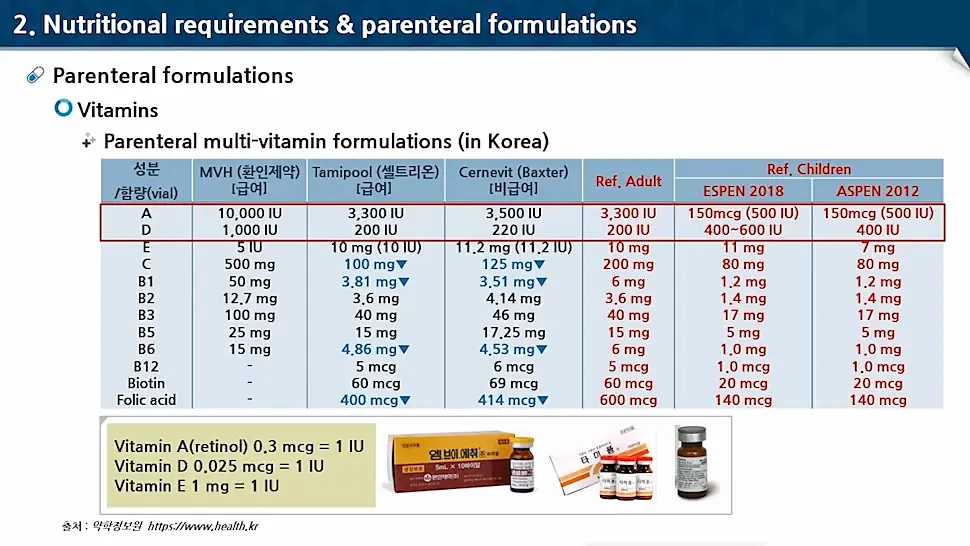 2. Nutritional requirements & parenteral formulations
Parenteral formulations
Vitamins
Parenteral multi-vitamin formulations (in Korea)
성분 /함량(vial) MVH (환인제약) [급여] Tamipool (셀트리온) [급여] Cernevit (Baxter) [비급여] Ref. Adult Ref. Children
ESPEN 2018 ASPEN 2012
A 10,000 IU 3,300 IU 3,500 IU 3,300 IU 150mcg (500 IU) 150mcg (500 IU)
D 1,000 IU 200 IU 220 IU 200 IU 400~600 IU 400 IU
E 5 IU 10 mg (10 IU) 11.2 mg (11.2 IU) 10 mg 11 mg 7 mg
C 500 mg 100 mg▼ 125 mg▼ 200 mg 80 mg 80 mg
B1 50 mg 3.81 mg▼ 3.51 mg▼ 6 mg 1.2 mg 1.2 mg
B2 12.7 mg 3.6 mg 4.14 mg 3.6 mg 1.4 mg 1.4 mg
B3 100 mg 40 mg 46 mg 40 mg 17 mg 17 mg
B5 25 mg 15 mg 17.25 mg 15 mg 5 mg 5 mg
B6 15 mg 4.86 mg▼ 4.53 mg▼ 6 mg 1.0 mg 1.0 mg
B12 - 5 mcg 6 mcg 5 mcg 1.0 mcg 1.0 mcg
Biotin - 60 mcg 69 mcg 60 mcg 20 mcg 20 mcg
Folic acid - 400 mcg▼ 414 mcg▼ 600 mcg 140 mcg 140 mcg
Vitamin A(retinol) 0.3 mcg = 1 IU
Vitamin D 0.025 mcg = 1 IU
Vitamin E 1 mg = 1 IU
엠.브이.에취
5mL × 10바이알
환인제약(주)
타미풀
출처 : 약학정보원 https://www.health.kr